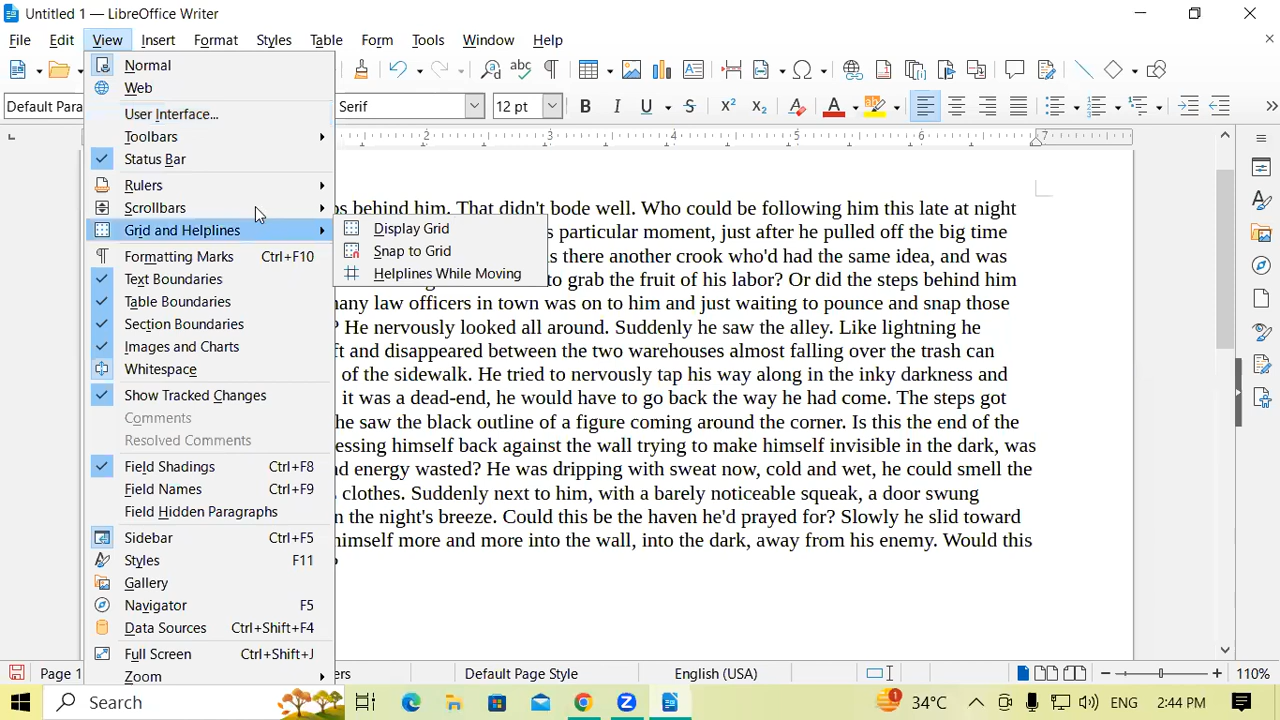 Untitled 1 — LibreOffice Writer
File Edit View Insert Format Styles Table Form Tools Window Help
Default Para Serif 12 pt B I U S X² X₂ A
2 3 4 5 6 7
Normal
Web
User Interface...
Toolbars
Status Bar
Rulers
Scrollbars
Grid and Helplines
Formatting Marks Ctrl+F10
Text Boundaries
Table Boundaries
Section Boundaries
Images and Charts
Whitespace
Show Tracked Changes
Comments
Resolved Comments
Field Shadings Ctrl+F8
Field Names Ctrl+F9
Field Hidden Paragraphs
Sidebar Ctrl+F5
Styles F11
Gallery
Navigator F5
Data Sources Ctrl+Shift+F4
Full Screen Ctrl+Shift+J
Zoom
Display Grid
Snap to Grid
Helplines While Moving
ps behind him. That didn't bode well. Who could be following him this late at night
s particular moment, just after he pulled off the big time
s there another crook who'd had the same idea, and was
to grab the fruit of his labor? Or did the steps behind him
many law officers in town was on to him and just waiting to pounce and snap those
? He nervously looked all around. Suddenly he saw the alley. Like lightning he
ft and disappeared between the two warehouses almost falling over the trash can
of the sidewalk. He tried to nervously tap his way along in the inky darkness and
it was a dead-end, he would have to go back the way he had come. The steps got
he saw the black outline of a figure coming around the corner. Is this the end of the
essing himself back against the wall trying to make himself invisible in the dark, was
nd energy wasted? He was dripping with sweat now, cold and wet, he could smell the
s clothes. Suddenly next to him, with a barely noticeable squeak, a door swung
n the night's breeze. Could this be the haven he'd prayed for? Slowly he slid toward
himself more and more into the wall, into the dark, away from his enemy. Would this
?
Page 1 ers Default Page Style English (USA) 110%
Search 1 34°C ENG 2:44 PM